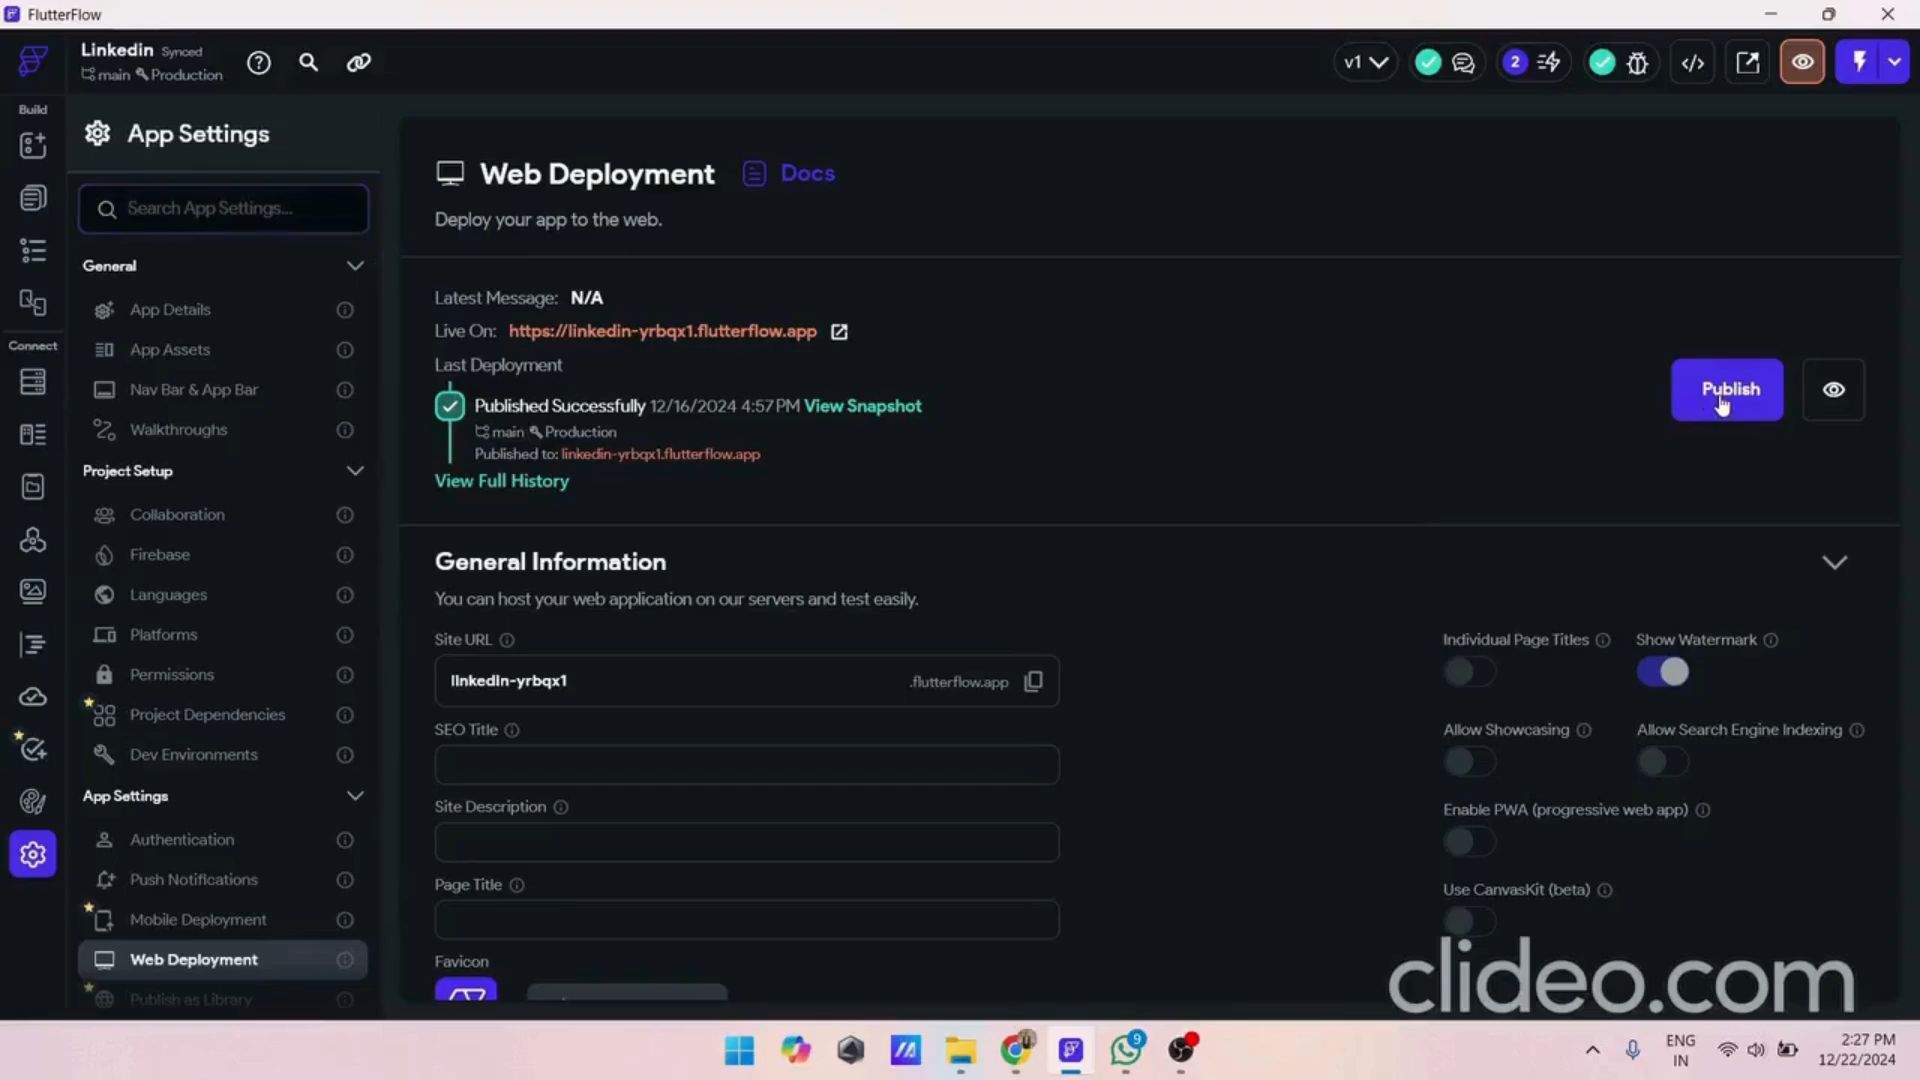 FlutterFlow
Linkedin Synced
main Production
v1
2
Build
Connect
App Settings
Search App Settings...
General
App Details
App Assets
Nav Bar & App Bar
Walkthroughs
Project Setup
Collaboration
Firebase
Languages
Platforms
Permissions
Project Dependencies
Dev Environments
App Settings
Authentication
Push Notifications
Mobile Deployment
Web Deployment
Publish as Library
Web Deployment Docs
Deploy your app to the web.
Latest Message: N/A
Live On: https://linkedin-yrbqx1.flutterflow.app
Last Deployment
Published Successfully 12/16/2024 4:57PM View Snapshot
main Production
Published to: linkedin-yrbqx1.flutterflow.app
View Full History
Publish
General Information
You can host your web application on our servers and test easily.
Site URL
linkedin-yrbqx1 .flutterflow.app
SEO Title
Site Description
Page Title
Favicon
Individual Page Titles Show Watermark
Allow Showcasing Allow Search Engine Indexing
Enable PWA (progressive web app)
Use CanvasKit (beta)
clideo.com
9
ENG
IN
2:27 PM
12/22/2024